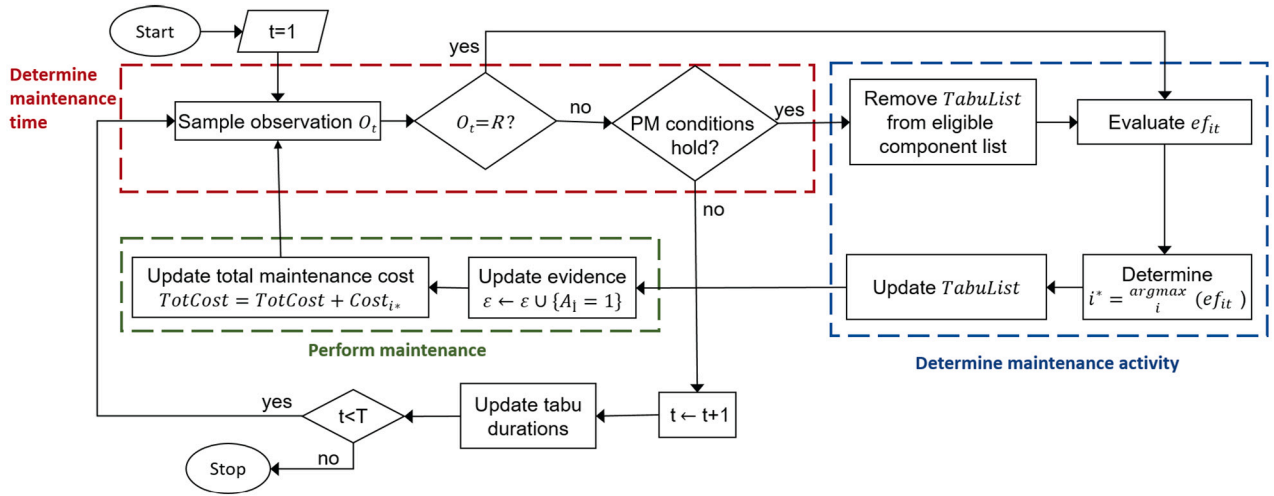 Start
t=1
yes
Determine
maintenance
time
Sample observation O_t
O_t=R?
no
PM conditions
hold?
yes
Remove TabuList
from eligible
component list
Evaluate ef_it
no
Update total maintenance cost
TotCost = TotCost + Cost_i*
Update evidence
ε ← ε ∪ {A_i = 1}
Update TabuList
Determine
i* = argmax
i
(ef_it )
Perform maintenance
Determine maintenance activity
yes
t<T
Update tabu
durations
t ← t+1
no
Stop